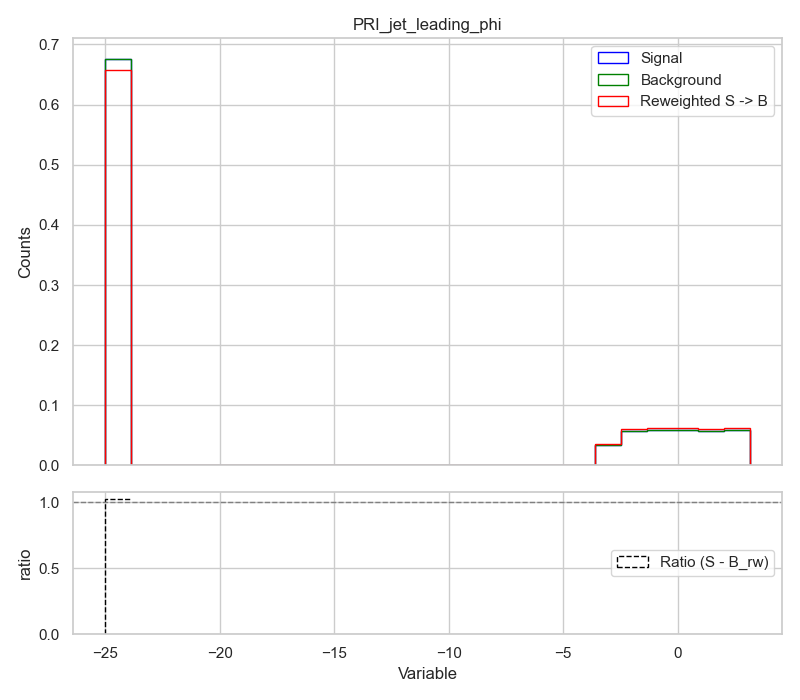 PRI_jet_leading_phi
0.7
0.6
0.5
0.4
0.3
0.2
0.1
0.0
Counts
Signal
Background
Reweighted S -> B
1.0
0.5
0.0
ratio
Ratio (S - B_rw)
−25 −20 −15 −10 −5 0
Variable